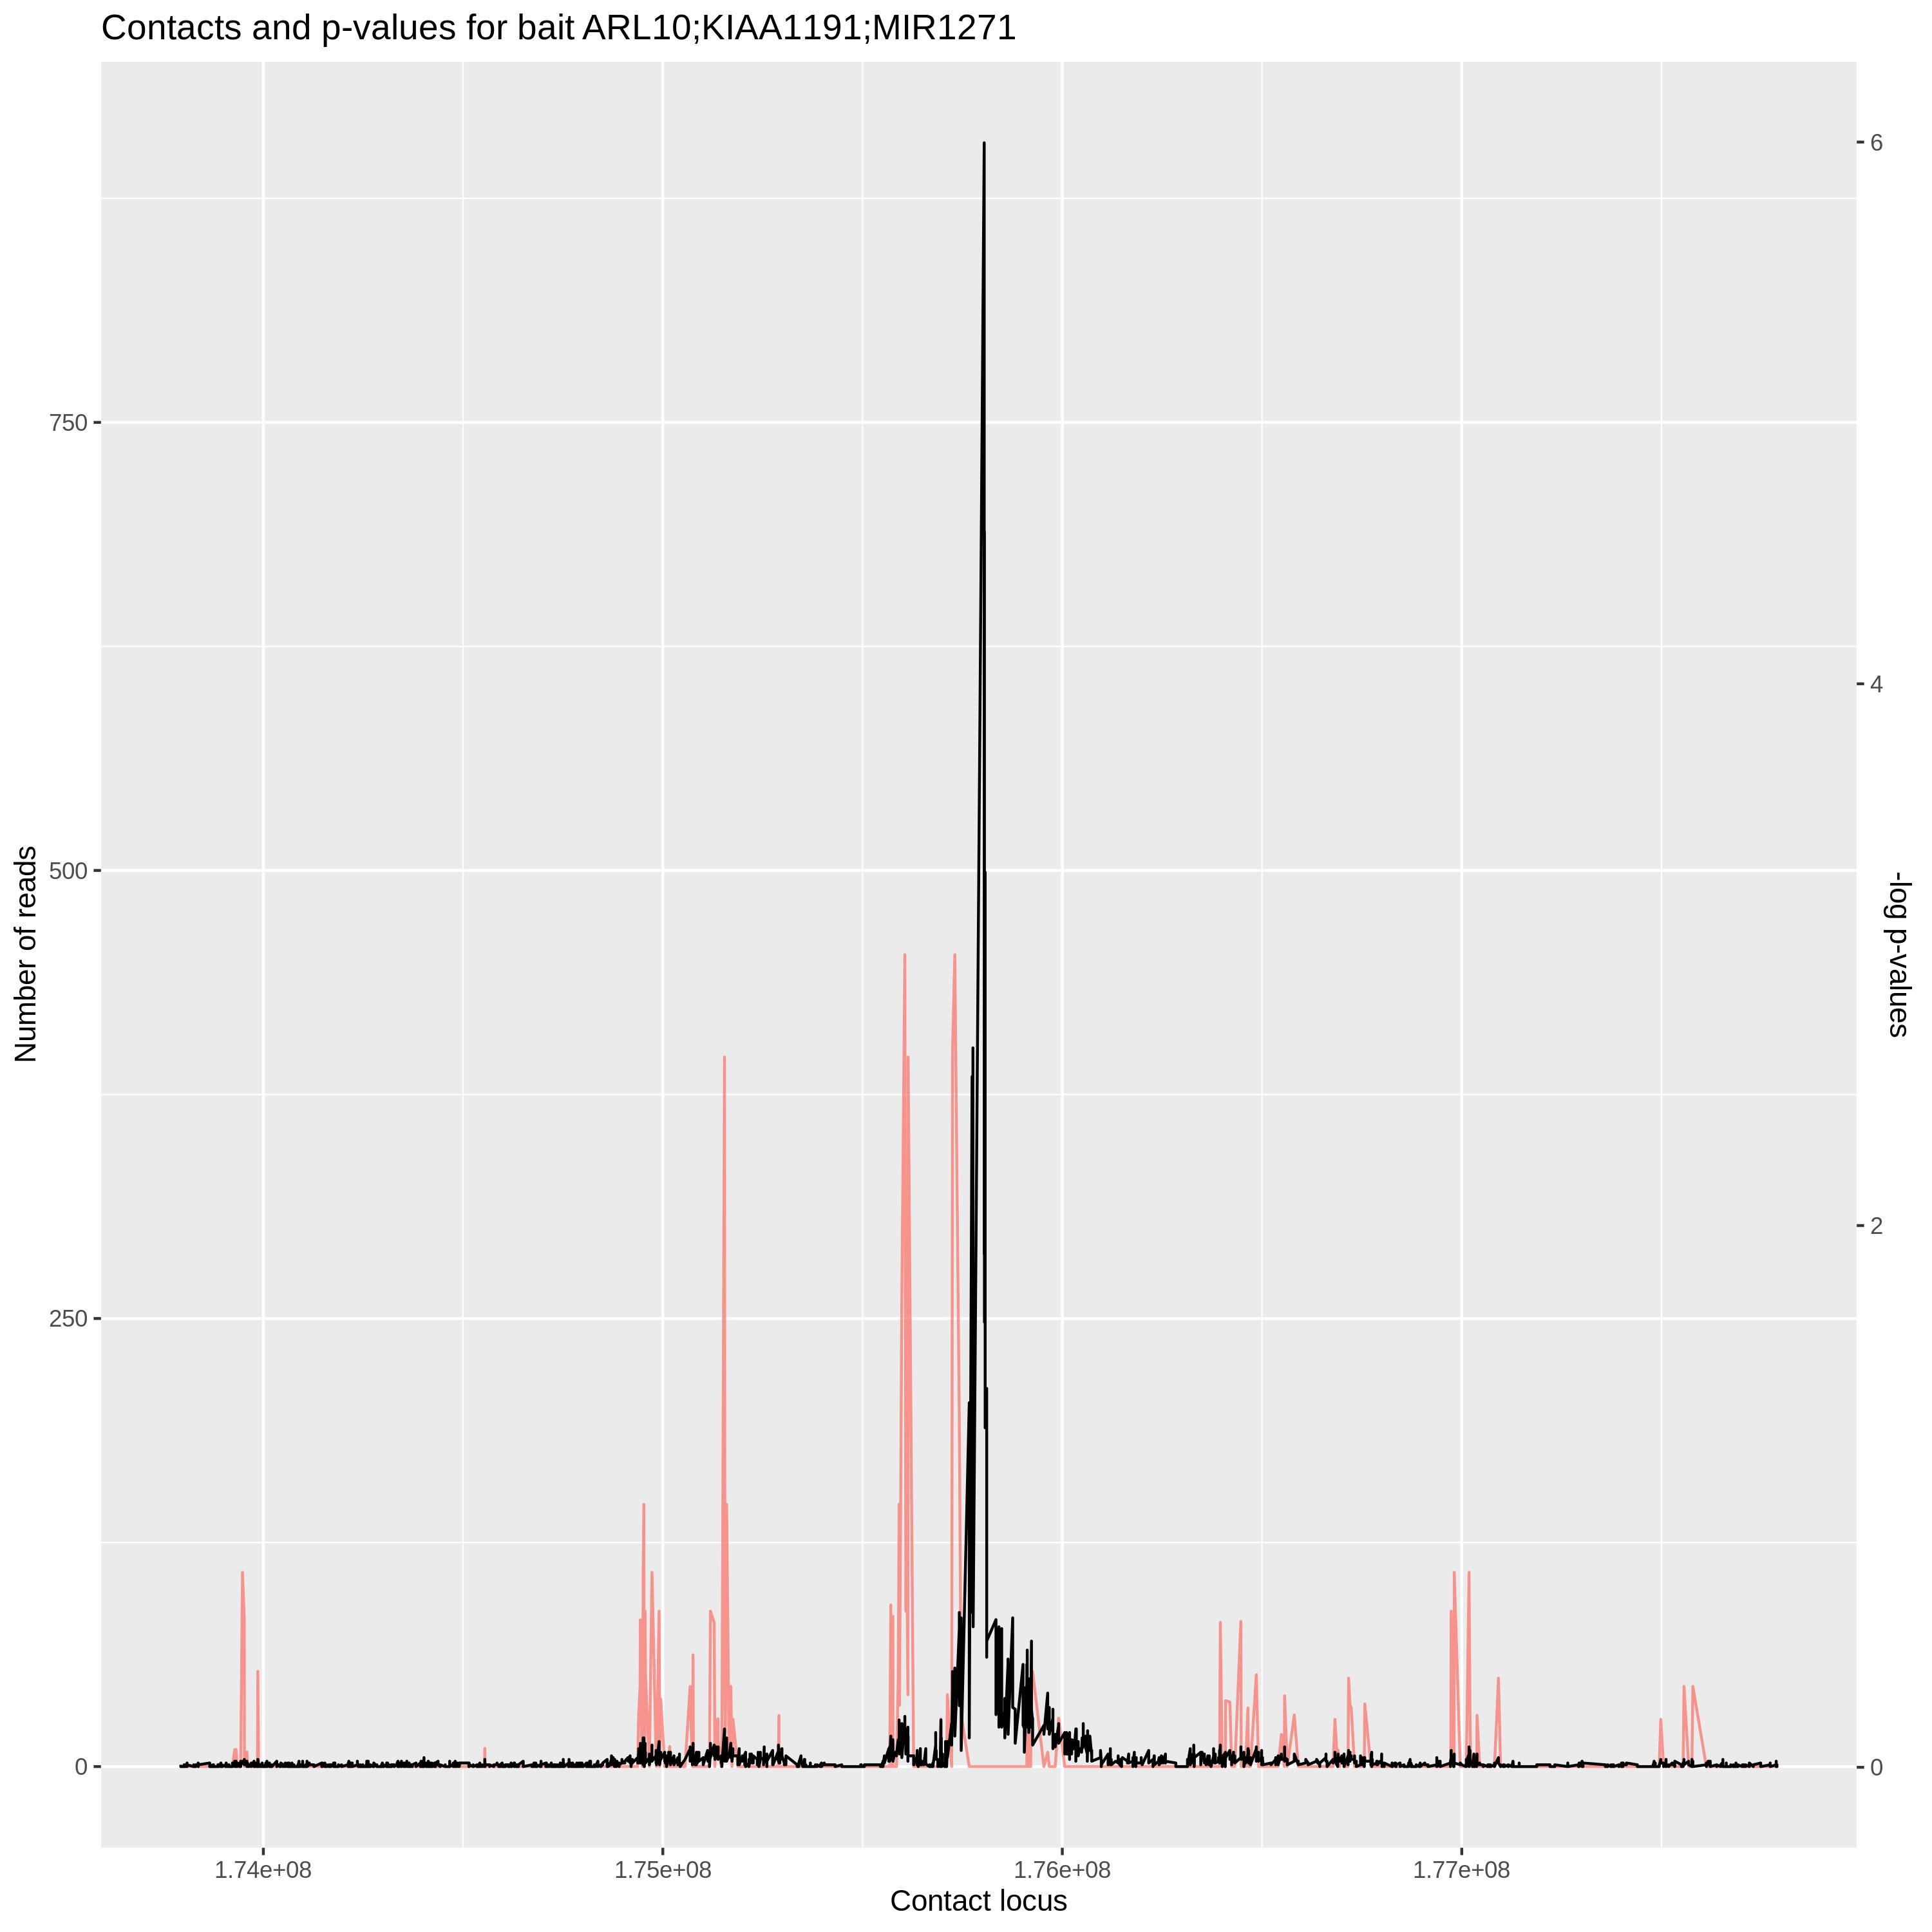 Contacts and p-values for bait ARL10;KIAA1191;MIR1271
Number of reads
750
500
250
0
6
4
2
0
-log p-values
1.74e+08
1.75e+08
1.76e+08
1.77e+08
Contact locus